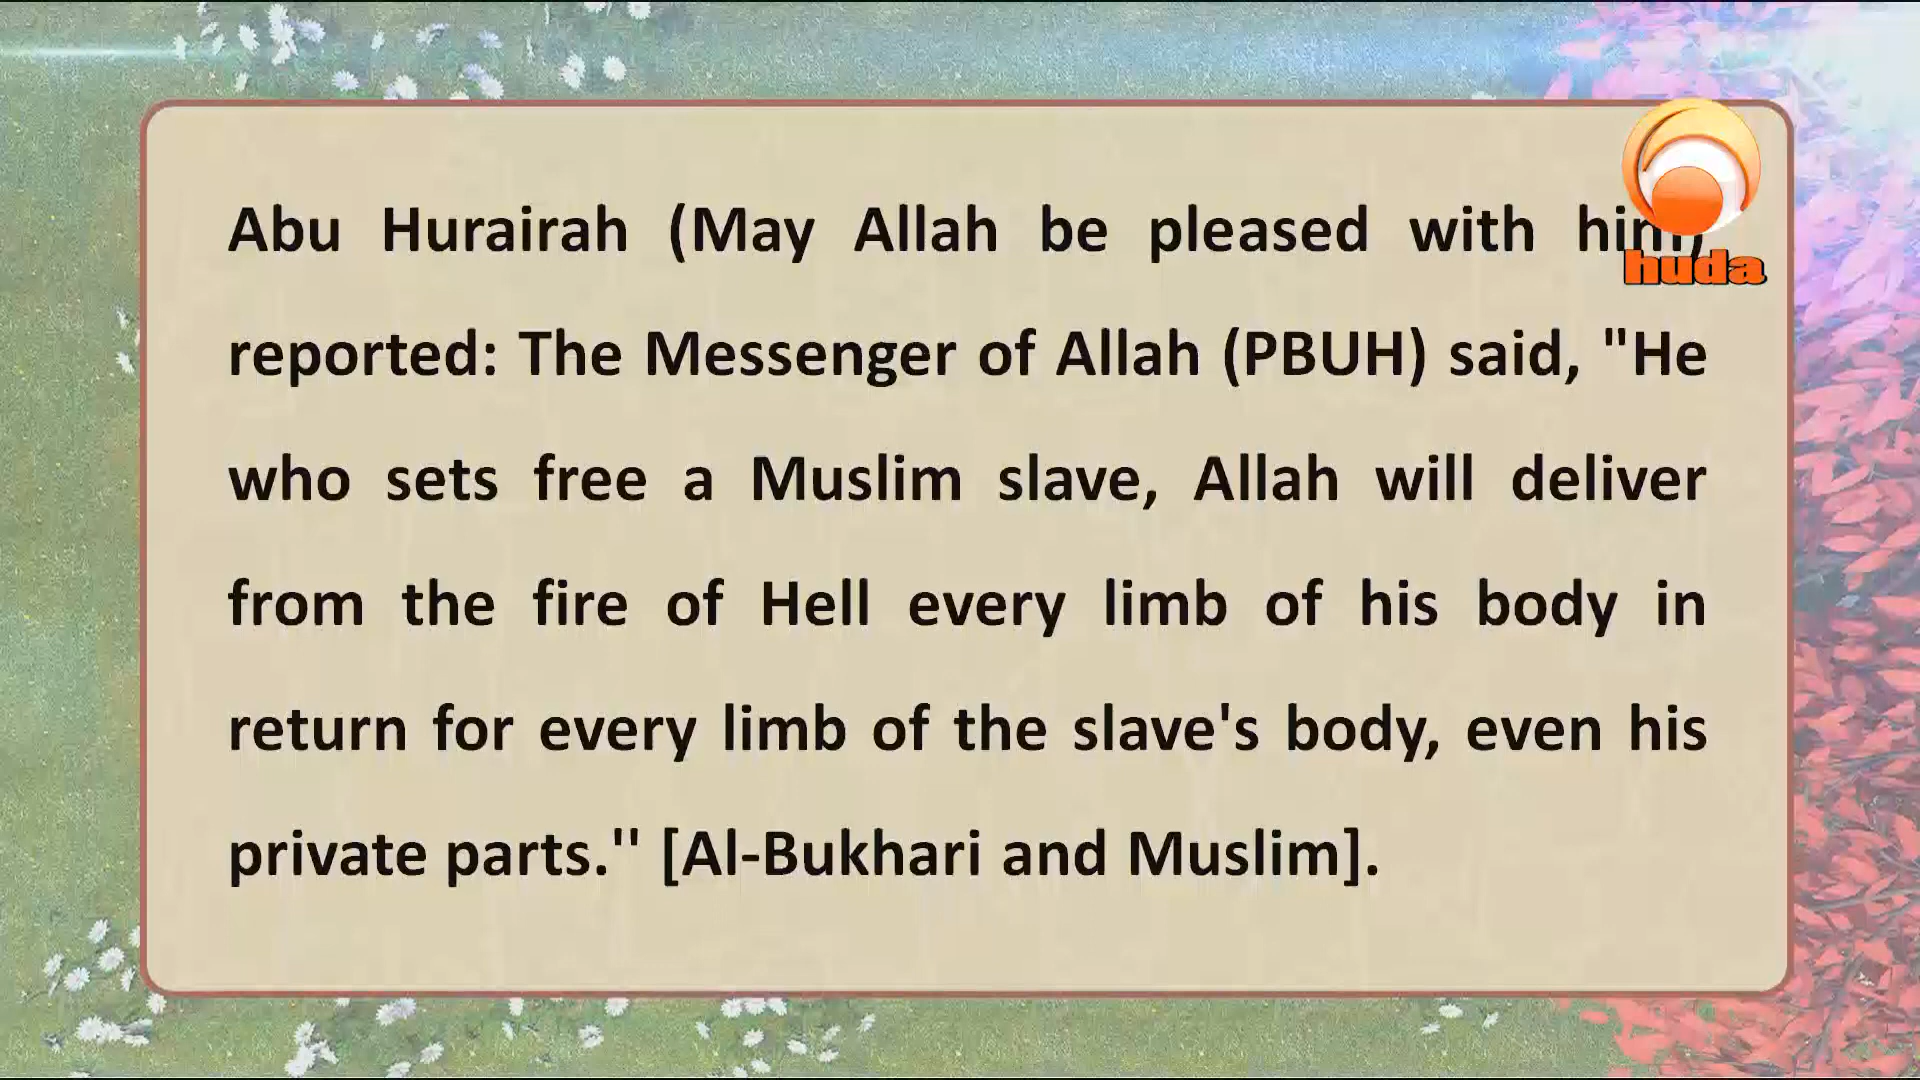 Abu Hurairah (May Allah be pleased with him)
huda
reported: The Messenger of Allah (PBUH) said, "He
who sets free a Muslim slave, Allah will deliver
from the fire of Hell every limb of his body in
return for every limb of the slave's body, even his
private parts.'' [Al-Bukhari and Muslim].